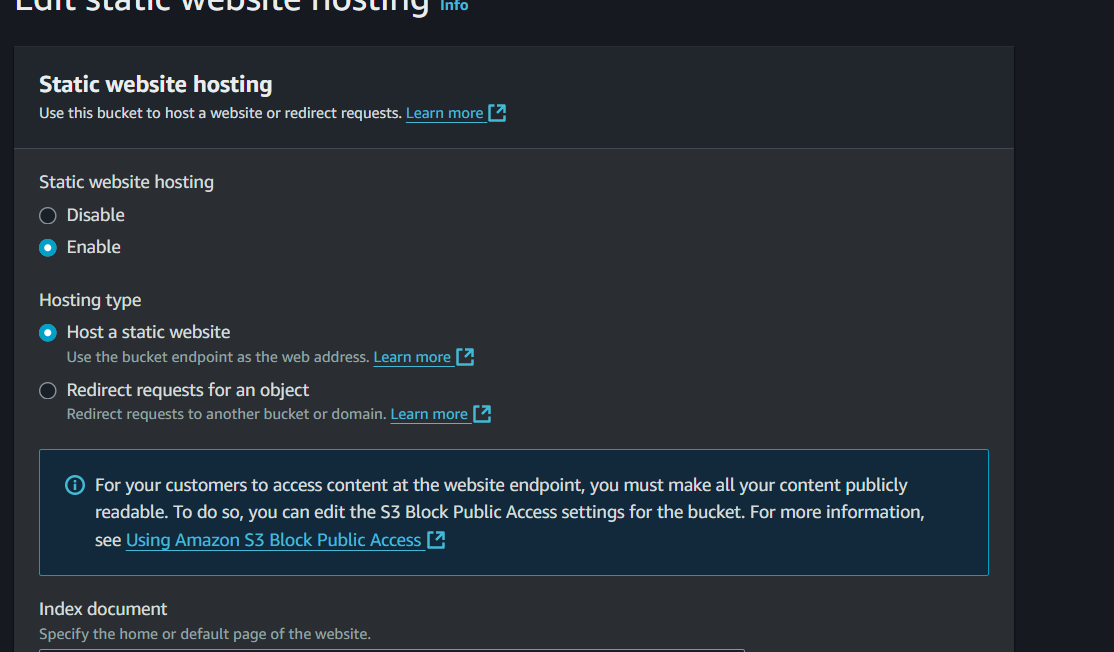 Edit static website hosting Info
Static website hosting
Use this bucket to host a website or redirect requests. Learn more
Static website hosting
Disable
Enable
Hosting type
Host a static website
Use the bucket endpoint as the web address. Learn more
Redirect requests for an object
Redirect requests to another bucket or domain. Learn more
For your customers to access content at the website endpoint, you must make all your content publicly
readable. To do so, you can edit the S3 Block Public Access settings for the bucket. For more information,
see Using Amazon S3 Block Public Access
Index document
Specify the home or default page of the website.